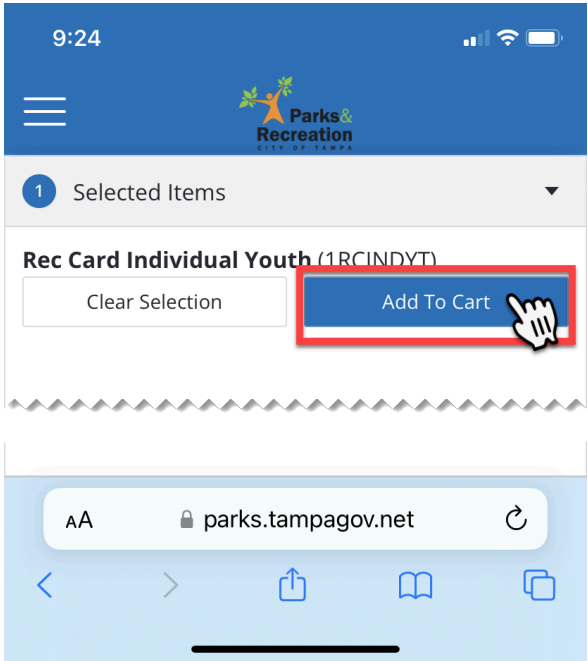 9:24
Parks&
Recreation
CITY OF TAMPA
1 Selected Items
Rec Card Individual Youth (1RCINDYT)
Clear Selection
Add To Cart
AA parks.tampagov.net